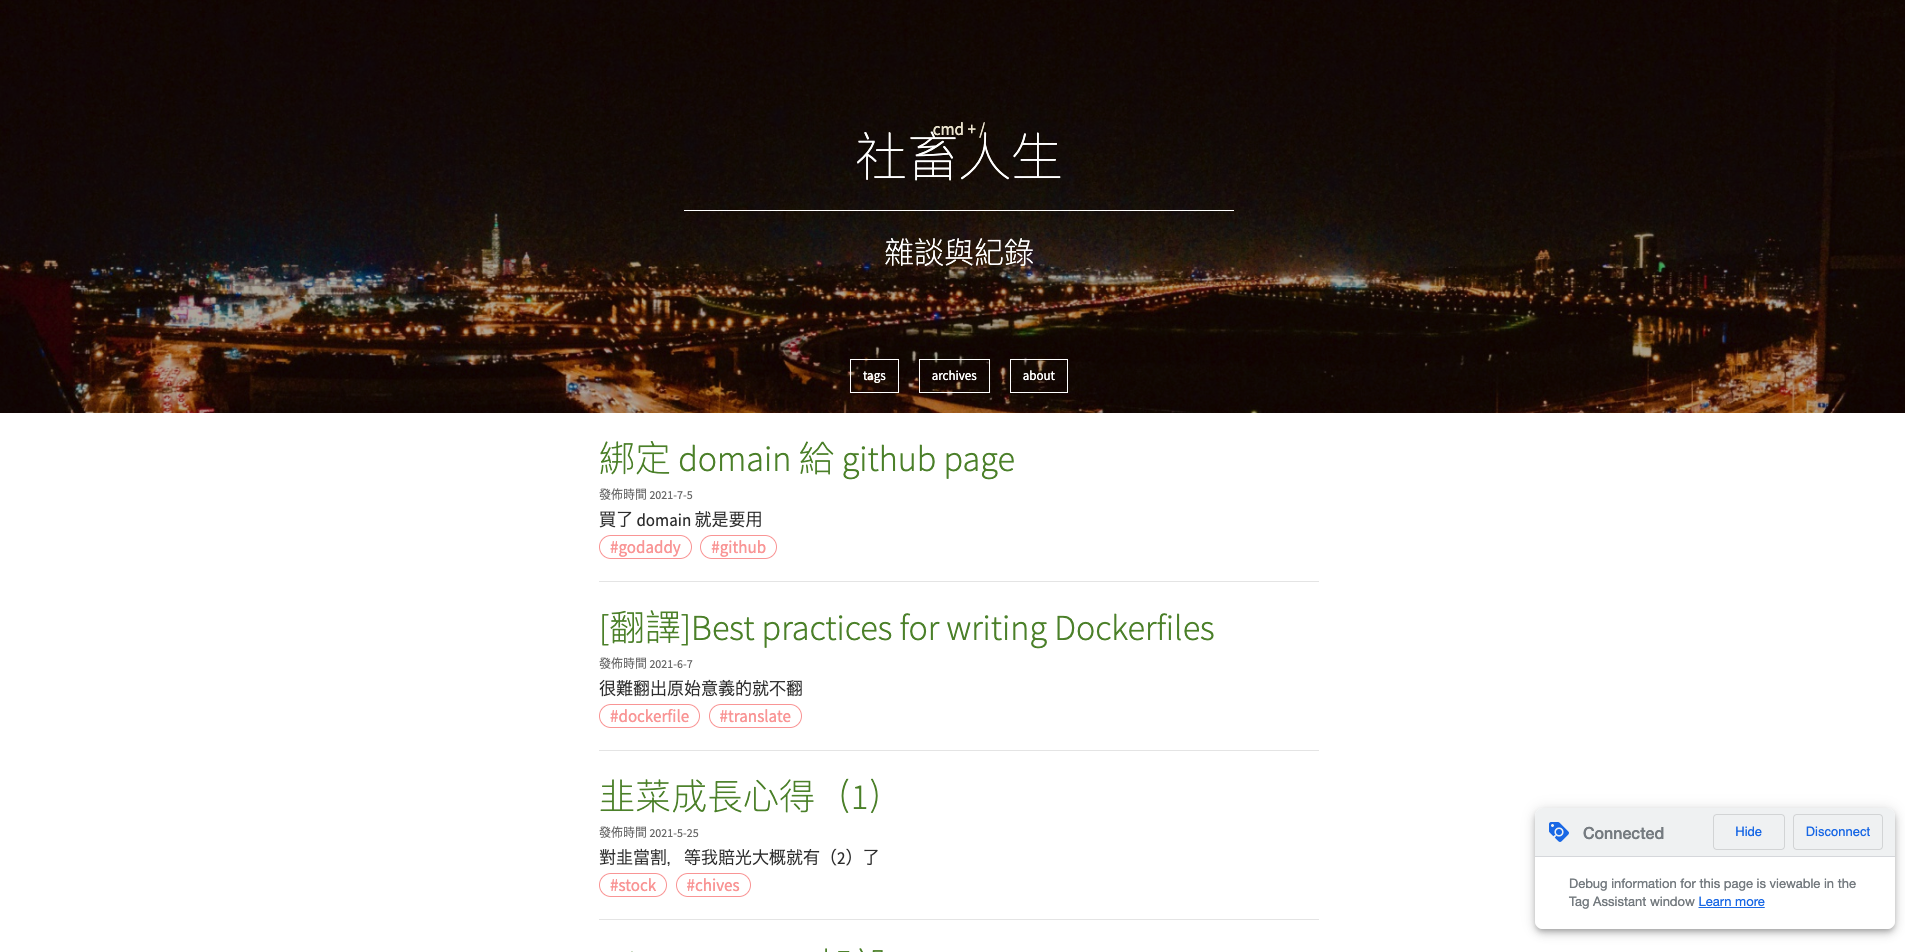 cmd + /
社畜人生
雜談與紀錄
tags archives about
綁定 domain 給 github page
發佈時間 2021-7-5
買了 domain 就是要用
#godaddy #github
[翻譯]Best practices for writing Dockerfiles
發佈時間 2021-6-7
很難翻出原始意義的就不翻
#dockerfile #translate
韭菜成長心得（1）
發佈時間 2021-5-25
對韭當割，等我賠光大概就有（2）了
#stock #chives
Connected Hide Disconnect
Debug information for this page is viewable in the
Tag Assistant window Learn more